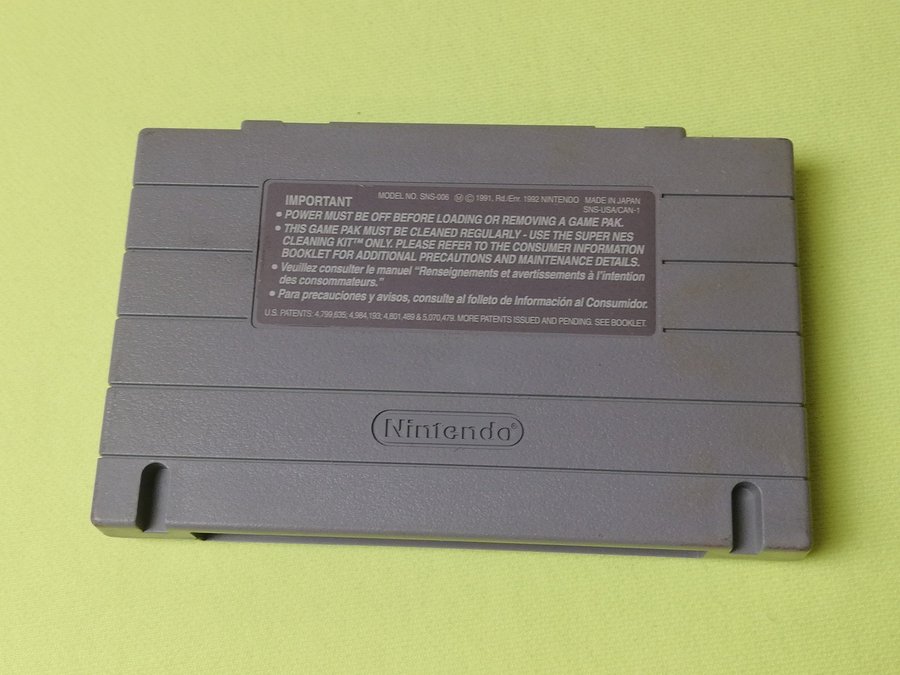 IMPORTANT MODEL NO. SNS-006 Ⓜ © 1991, Rd./Enr. 1992 NINTENDO MADE IN JAPAN
SNS-USA/CAN-1
• POWER MUST BE OFF BEFORE LOADING OR REMOVING A GAME PAK.
• THIS GAME PAK MUST BE CLEANED REGULARLY - USE THE SUPER NES
CLEANING KIT™ ONLY. PLEASE REFER TO THE CONSUMER INFORMATION
BOOKLET FOR ADDITIONAL PRECAUTIONS AND MAINTENANCE DETAILS.
• Veuillez consulter le manuel "Renseignements et avertissements à l'intention
des consommateurs."
• Para precauciones y avisos, consulte al folleto de Información al Consumidor.
U.S. PATENTS: 4,799,635; 4,984,193; 4,801,489 & 5,070,479. MORE PATENTS ISSUED AND PENDING. SEE BOOKLET.
Nintendo®